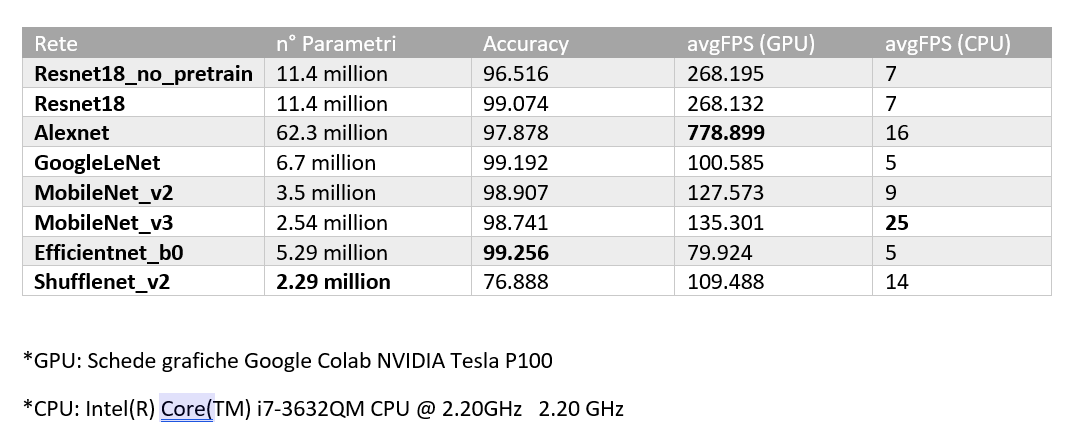 Rete n° Parametri Accuracy avgFPS (GPU) avgFPS (CPU)
Resnet18_no_pretrain 11.4 million 96.516 268.195 7
Resnet18 11.4 million 99.074 268.132 7
Alexnet 62.3 million 97.878 778.899 16
GoogleLeNet 6.7 million 99.192 100.585 5
MobileNet_v2 3.5 million 98.907 127.573 9
MobileNet_v3 2.54 million 98.741 135.301 25
Efficientnet_b0 5.29 million 99.256 79.924 5
Shufflenet_v2 2.29 million 76.888 109.488 14
*GPU: Schede grafiche Google Colab NVIDIA Tesla P100
*CPU: Intel(R) Core(TM) i7-3632QM CPU @ 2.20GHz 2.20 GHz